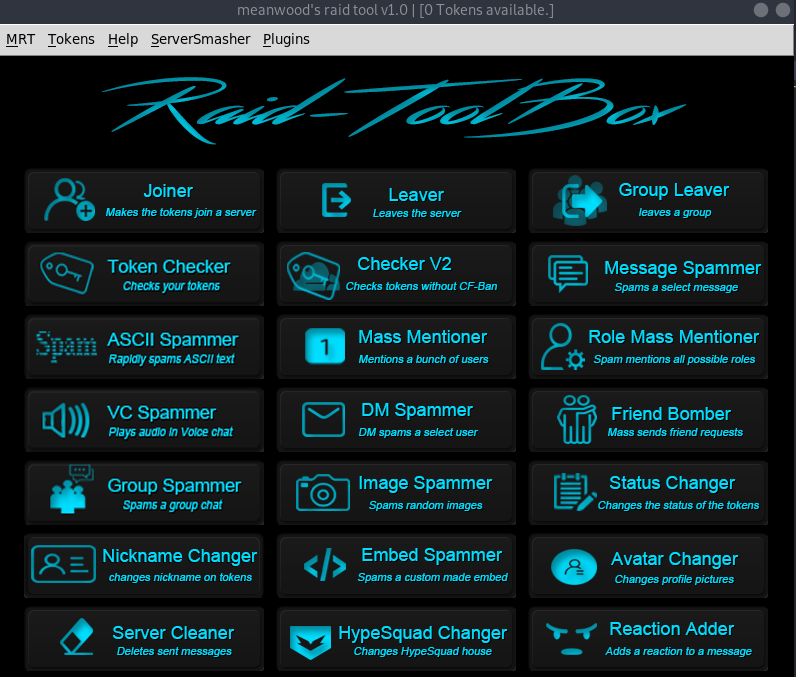 meanwood's raid tool v1.0 | [0 Tokens available.]
MRT Tokens Help ServerSmasher Plugins
Raid-ToolBox
Joiner
Makes the tokens join a server
Leaver
Leaves the server
Group Leaver
leaves a group
Token Checker
Checks your tokens
Checker V2
Checks tokens without CF-Ban
Message Spammer
Spams a select message
Spam
ASCII Spammer
Rapidly spams ASCII text
1
Mass Mentioner
Mentions a bunch of users
Role Mass Mentioner
Spam mentions all possible roles
VC Spammer
Plays audio in Voice chat
DM Spammer
DM spams a select user
Friend Bomber
Mass sends friend requests
Group Spammer
Spams a group chat
Image Spammer
Spams random images
Status Changer
Changes the status of the tokens
Nickname Changer
changes nickname on tokens
</>
Embed Spammer
Spams a custom made embed
Avatar Changer
Changes profile pictures
Server Cleaner
Deletes sent messages
HypeSquad Changer
Changes HypeSquad house
Reaction Adder
Adds a reaction to a message